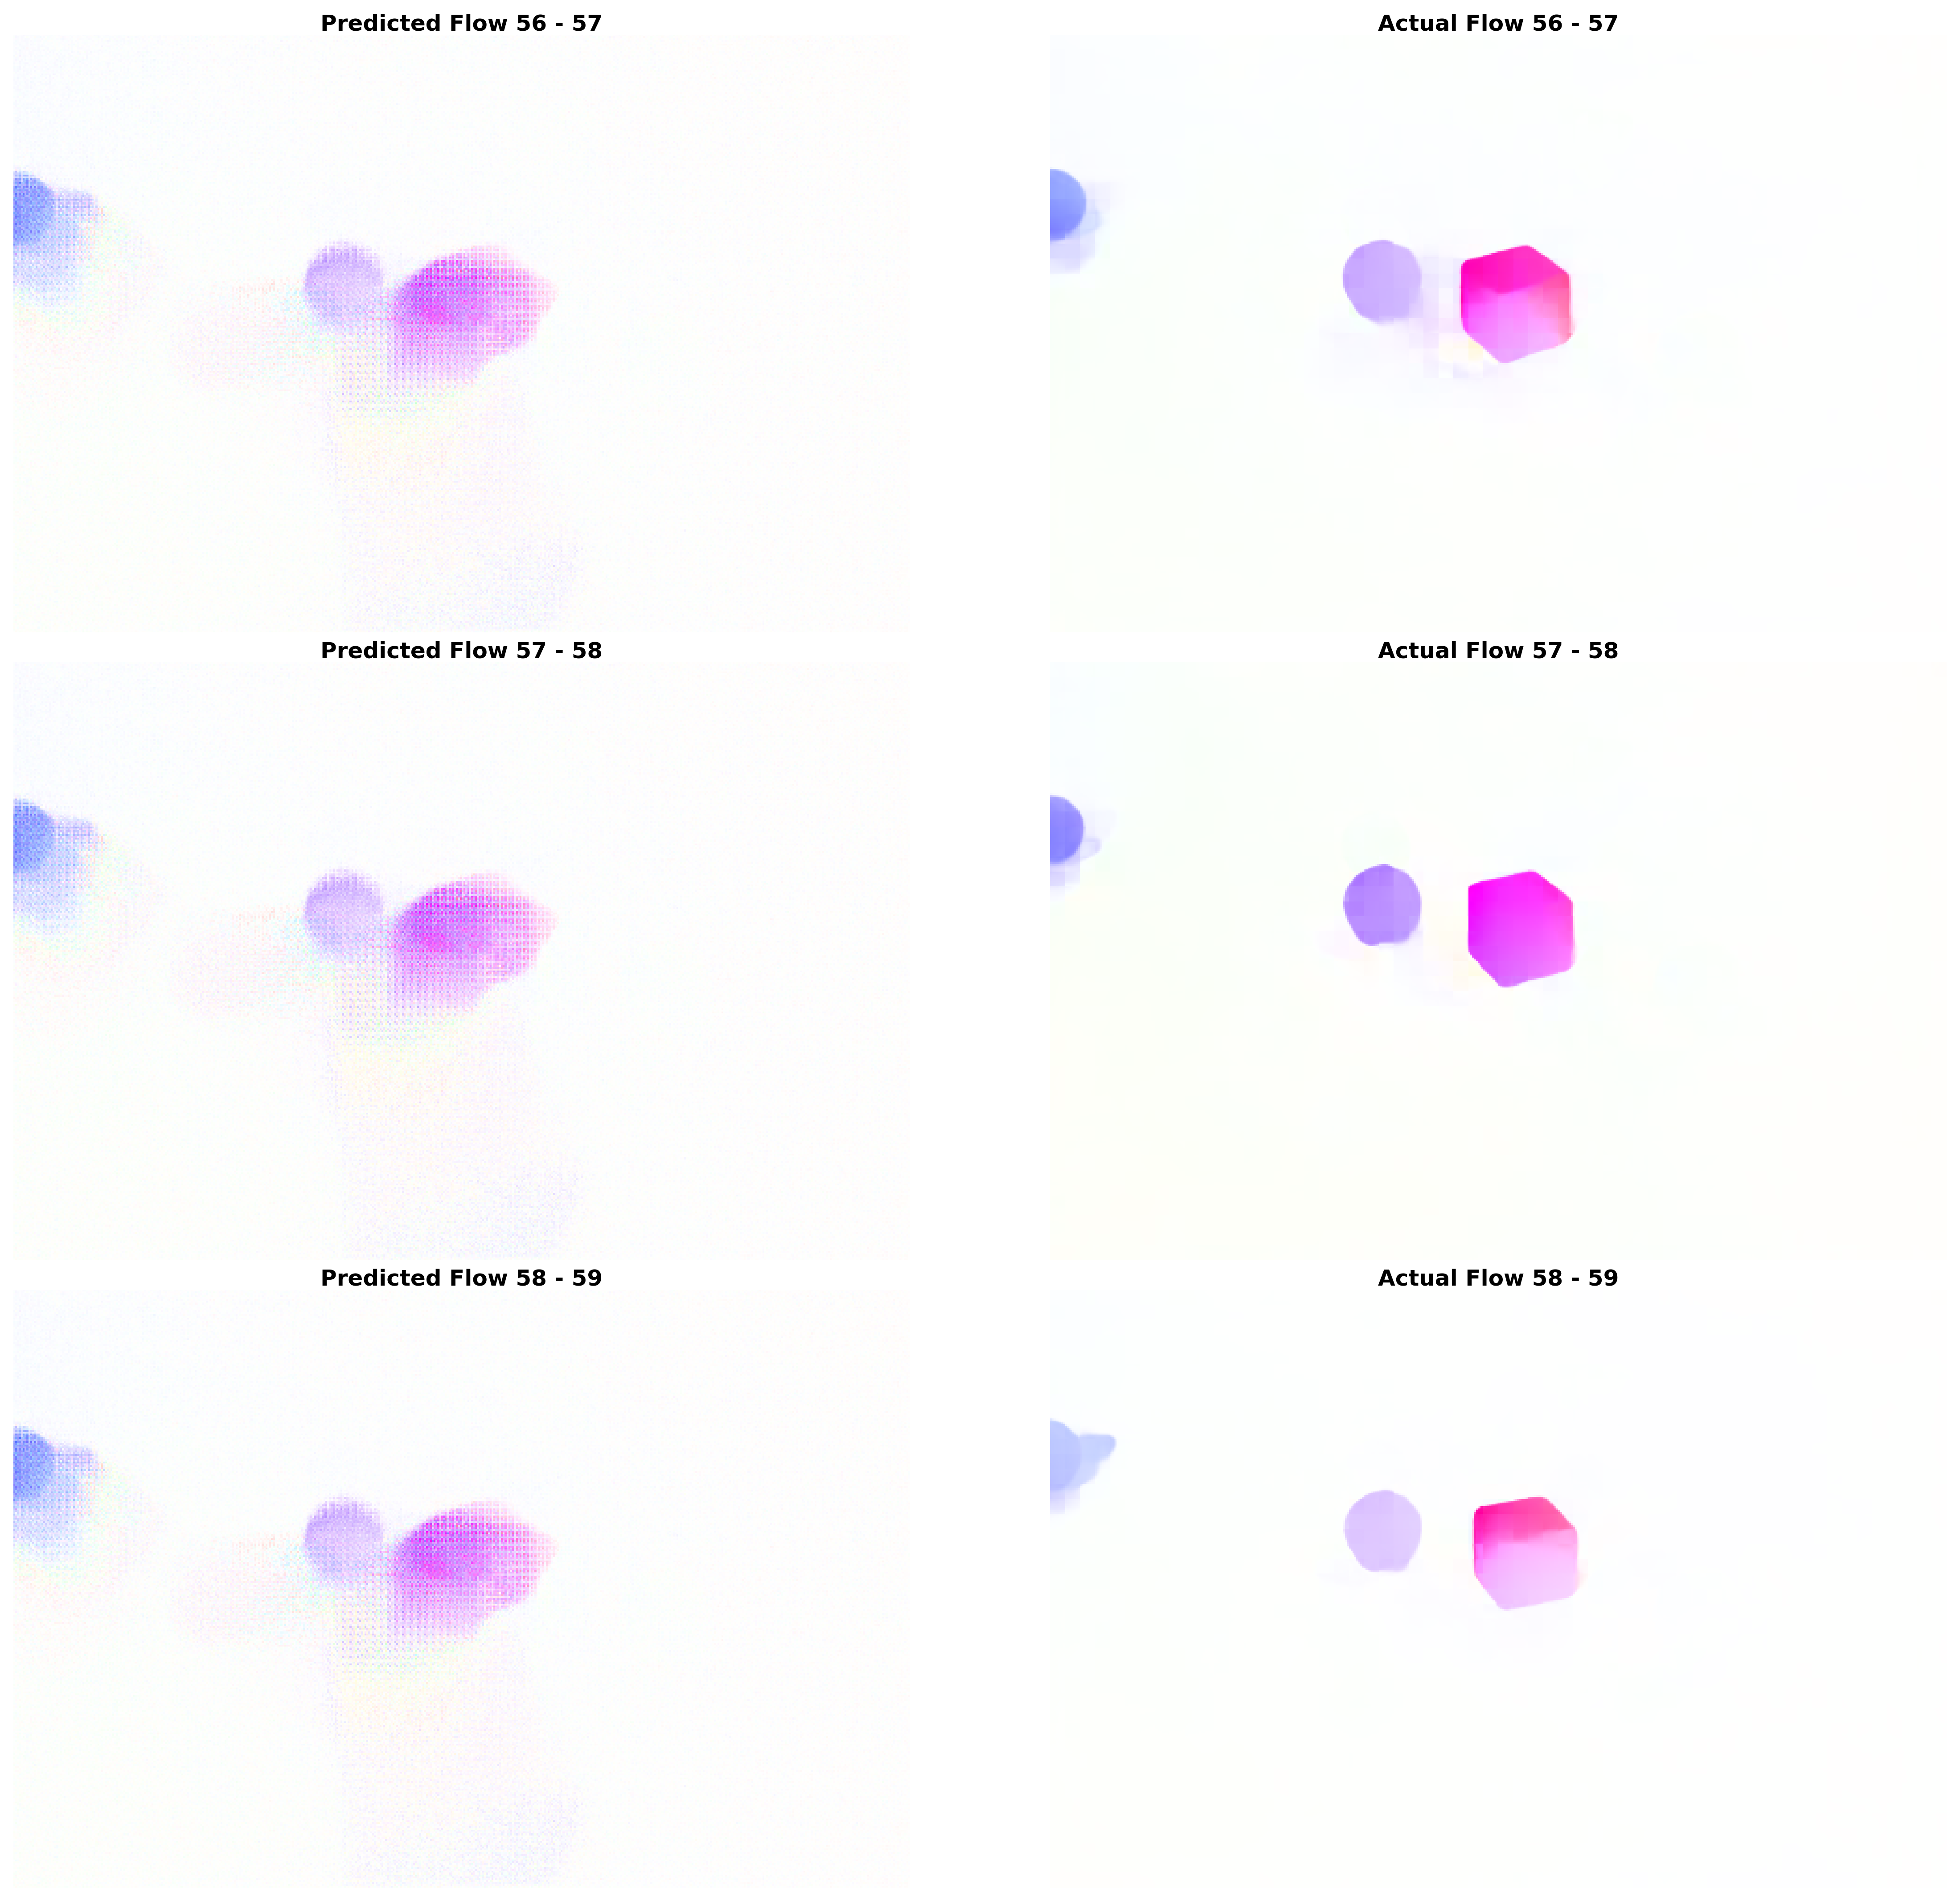 Predicted Flow 56 - 57
Actual Flow 56 - 57
Predicted Flow 57 - 58
Actual Flow 57 - 58
Predicted Flow 58 - 59
Actual Flow 58 - 59